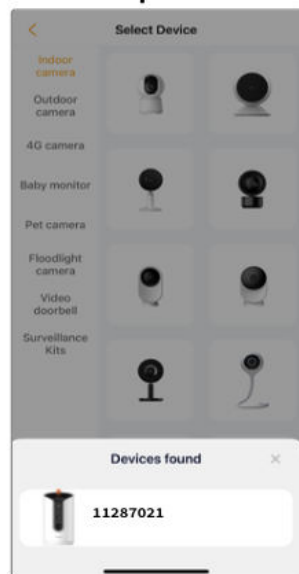 Select Device
Indoor
camera
Outdoor
camera
4G camera
Baby monitor
Pet camera
Floodlight
camera
Video
doorbell
Surveillance
Kits
Devices found
11287021